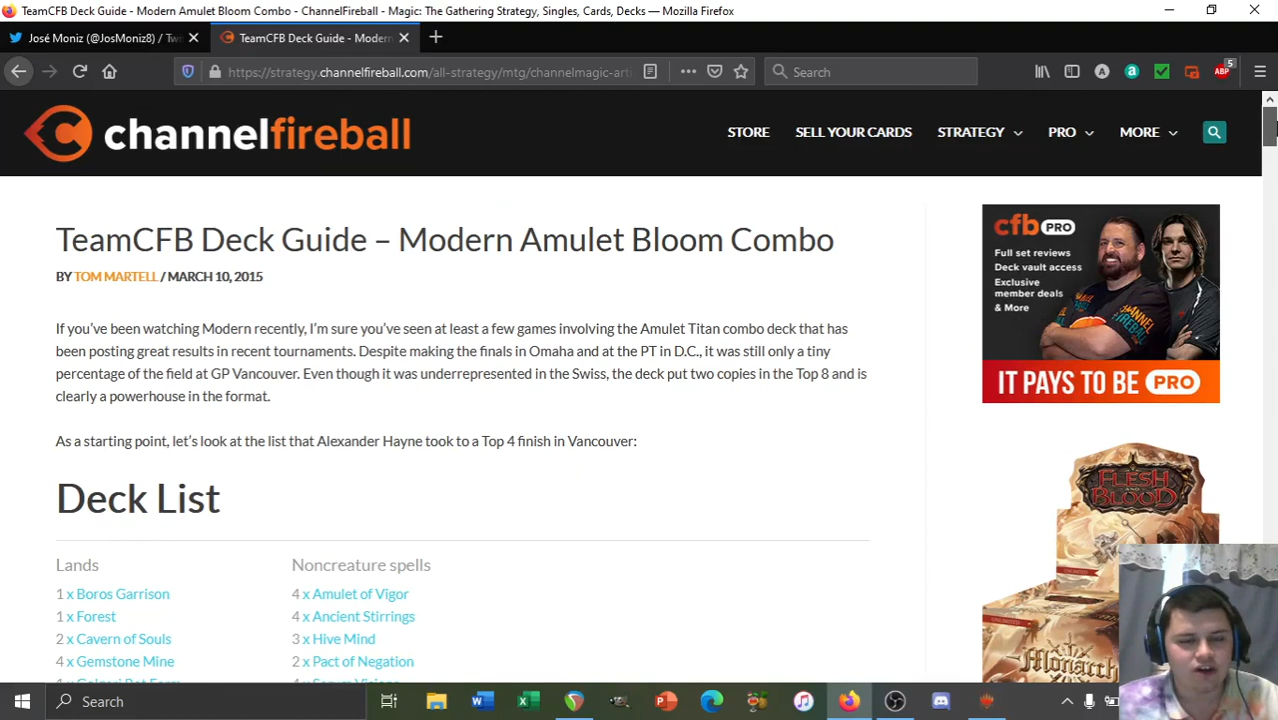 TeamCFB Deck Guide - Modern Amulet Bloom Combo - ChannelFireball - Magic: The Gathering Strategy, Singles, Cards, Decks — Mozilla Firefox
José Moniz (@JosMoniz8) / Tw
TeamCFB Deck Guide - Modern
https://strategy.channelfireball.com/all-strategy/mtg/channelmagic-art
Search
ABP
5
channelfireball
STORE
SELL YOUR CARDS
STRATEGY
PRO
MORE
TeamCFB Deck Guide – Modern Amulet Bloom Combo
BY TOM MARTELL / MARCH 10, 2015
If you've been watching Modern recently, I'm sure you've seen at least a few games involving the Amulet Titan combo deck that has
been posting great results in recent tournaments. Despite making the finals in Omaha and at the PT in D.C., it was still only a tiny
percentage of the field at GP Vancouver. Even though it was underrepresented in the Swiss, the deck put two copies in the Top 8 and is
clearly a powerhouse in the format.
As a starting point, let's look at the list that Alexander Hayne took to a Top 4 finish in Vancouver:
Deck List
Lands
1 x Boros Garrison
1 x Forest
2 x Cavern of Souls
4 x Gemstone Mine
Noncreature spells
4 x Amulet of Vigor
4 x Ancient Stirrings
3 x Hive Mind
2 x Pact of Negation
cfb PRO
Full set reviews
Deck vault access
Exclusive
member deals
& More
IT PAYS TO BE PRO
FLESH
AND
BLOOD
UNLIMITED
Monarch
Search